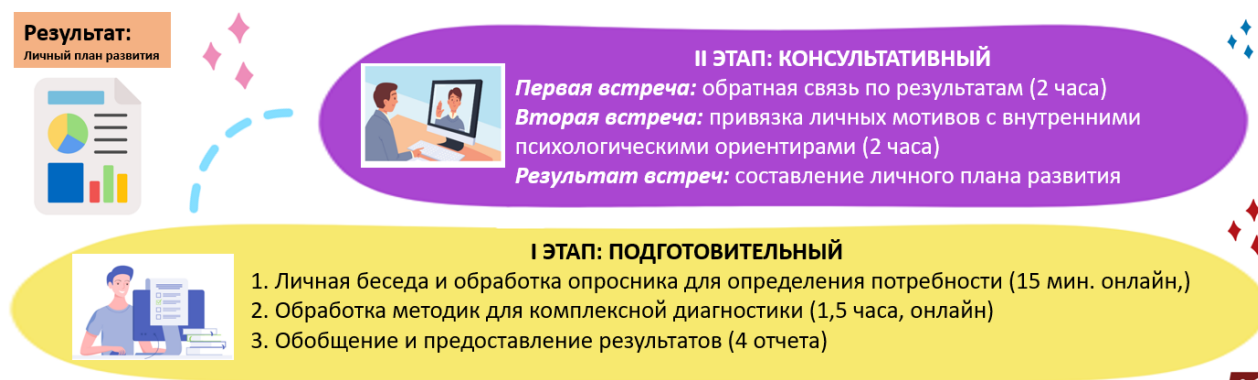 Результат:
Личный план развития
II ЭТАП: КОНСУЛЬТАТИВНЫЙ
Первая встреча: обратная связь по результатам (2 часа)
Вторая встреча: привязка личных мотивов с внутренними
психологическими ориентирами (2 часа)
Результат встреч: составление личного плана развития
I ЭТАП: ПОДГОТОВИТЕЛЬНЫЙ
1. Личная беседа и обработка опросника для определения потребности (15 мин. онлайн,)
2. Обработка методик для комплексной диагностики (1,5 часа, онлайн)
3. Обобщение и предоставление результатов (4 отчета)